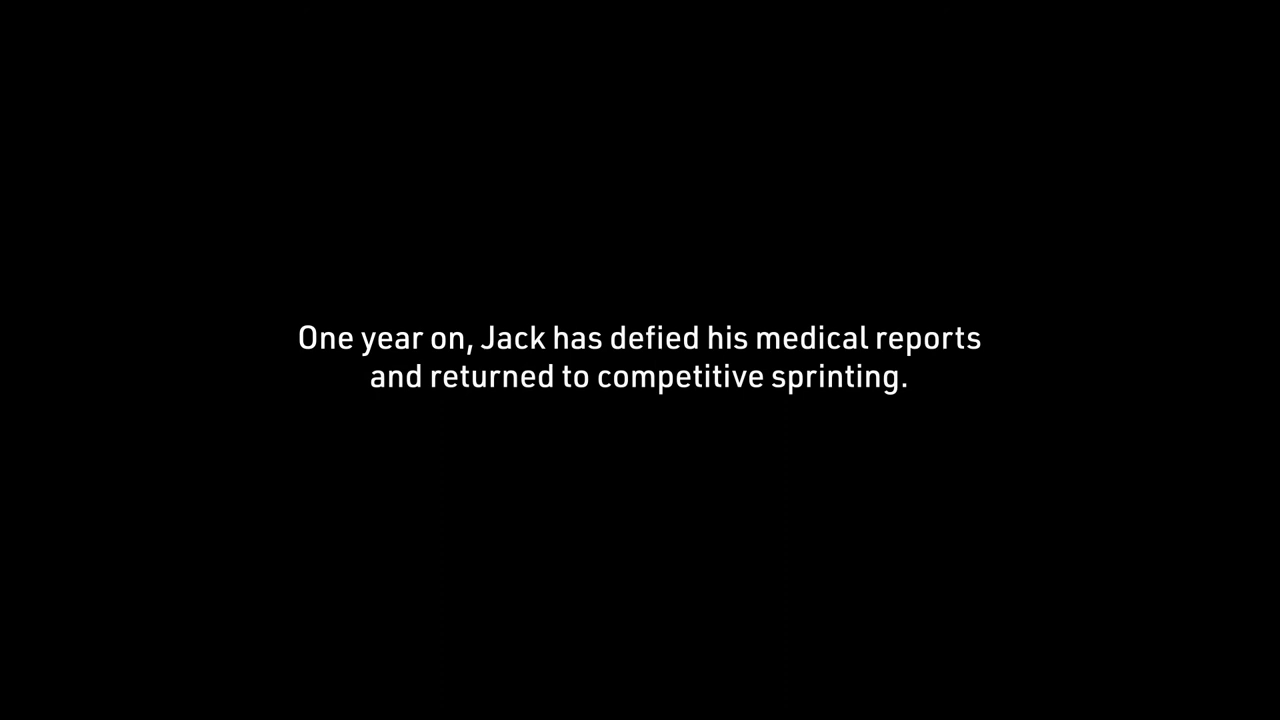 One year on, Jack has defied his medical reports
and returned to competitive sprinting.